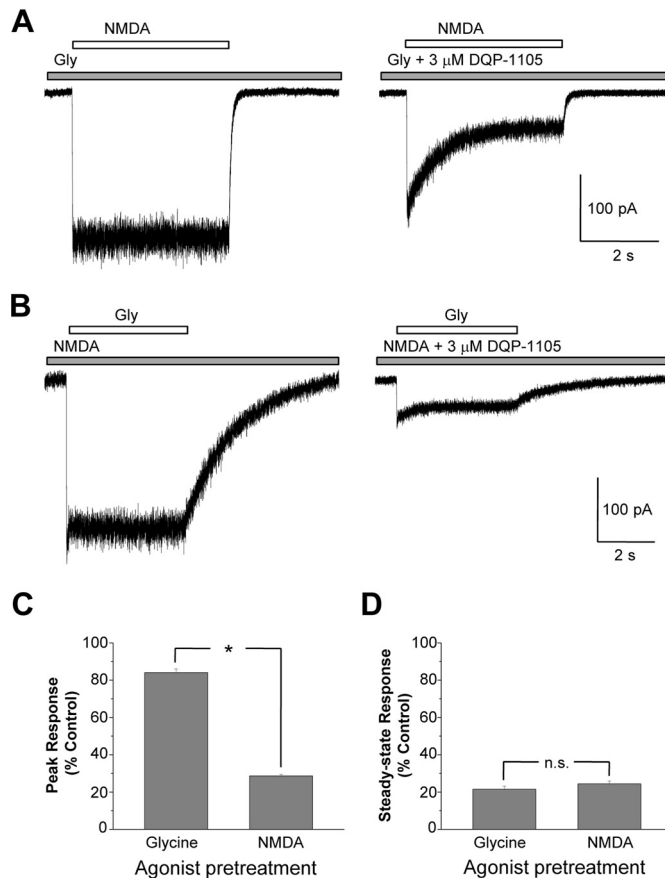 A
NMDA
Gly
NMDA
Gly + 3 μM DQP-1105
100 pA
2 s
B
Gly
NMDA
Gly
NMDA + 3 μM DQP-1105
100 pA
2 s
C
Peak Response
(% Control)
100
80
60
40
20
0
*
Glycine
NMDA
Agonist pretreatment
D
Steady-state Response
(% Control)
100
80
60
40
20
0
n.s.
Glycine
NMDA
Agonist pretreatment